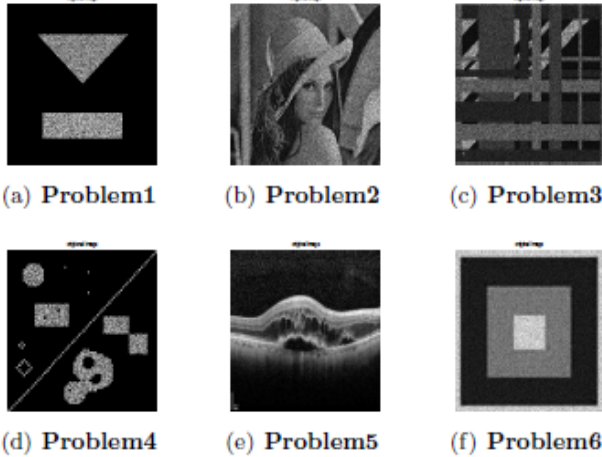 (a) Problem1
(b) Problem2
(c) Problem3
(d) Problem4
(e) Problem5
(f) Problem6